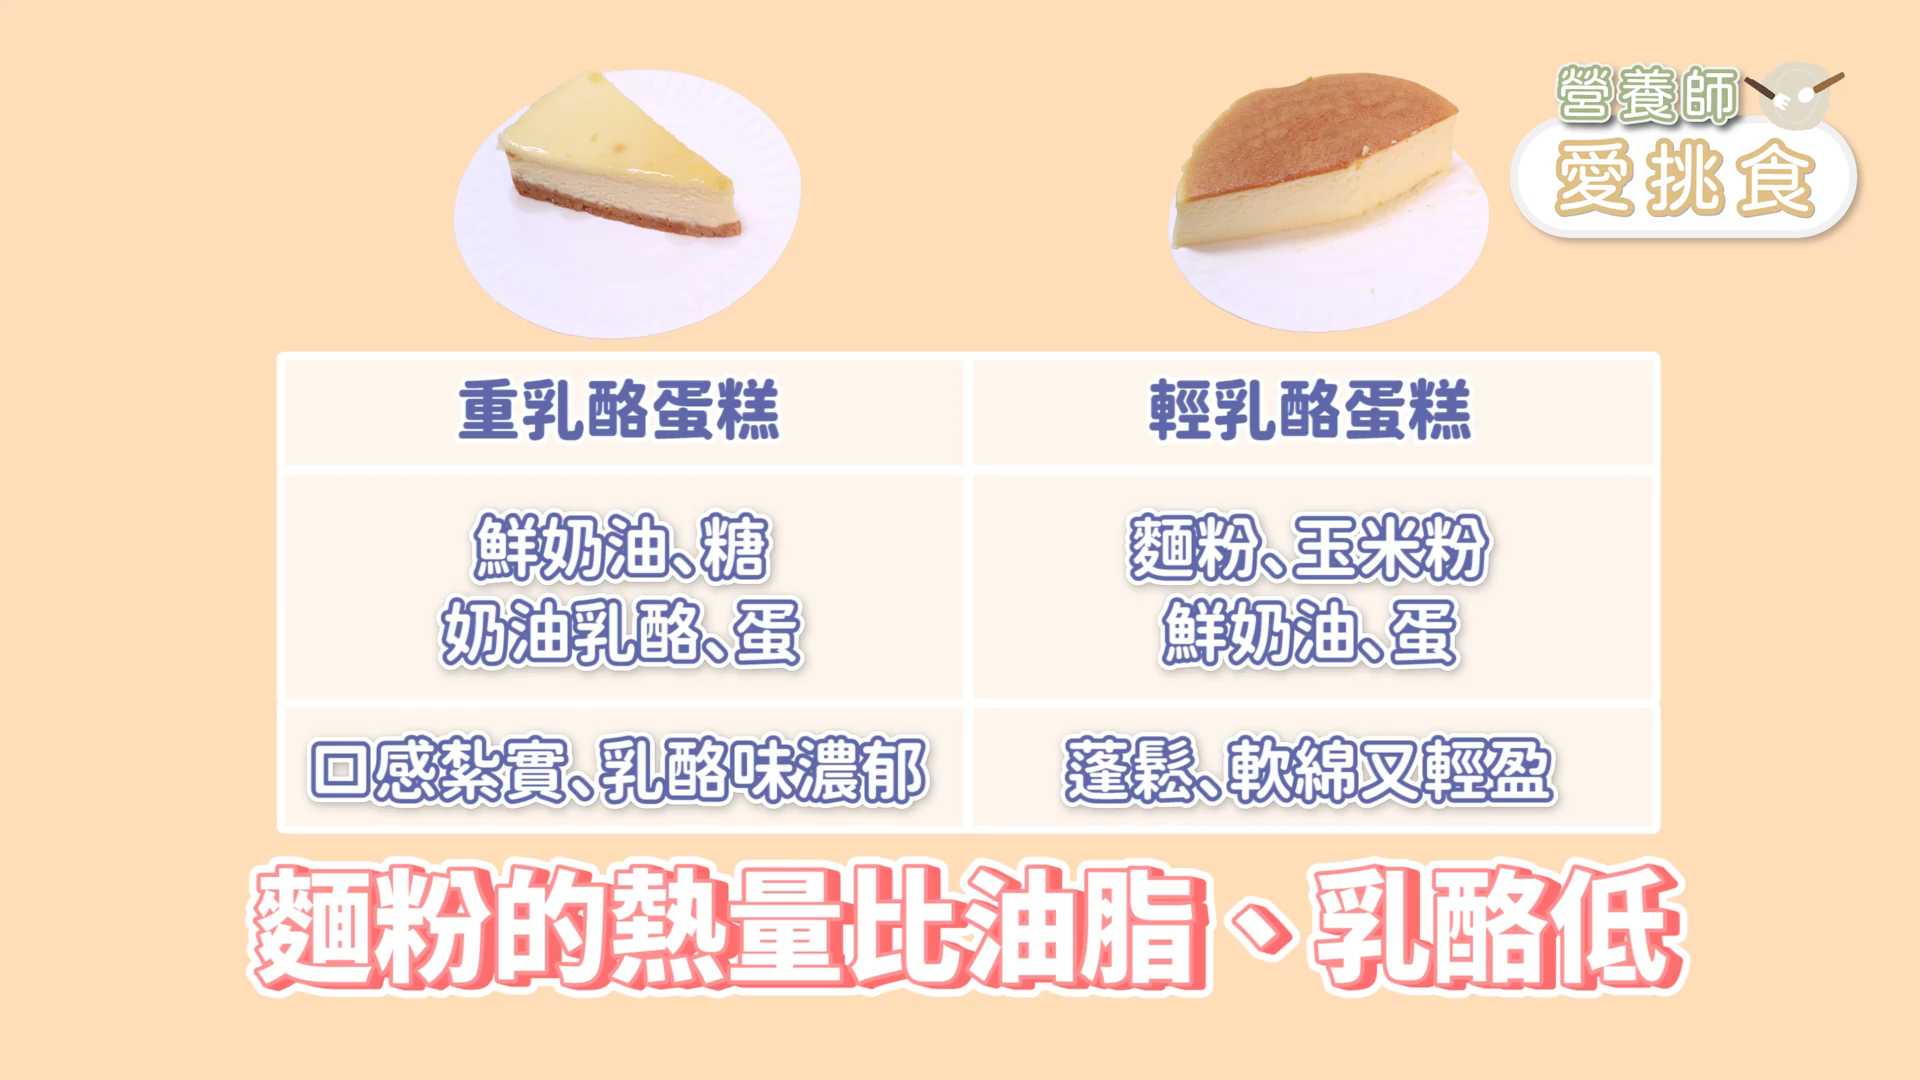 營養師
愛挑食
重乳酪蛋糕
輕乳酪蛋糕
鮮奶油、糖
奶油乳酪、蛋
麵粉、玉米粉
鮮奶油、蛋
口感紮實、乳酪味濃郁
蓬鬆、軟綿又輕盈
麵粉的熱量比油脂、乳酪低